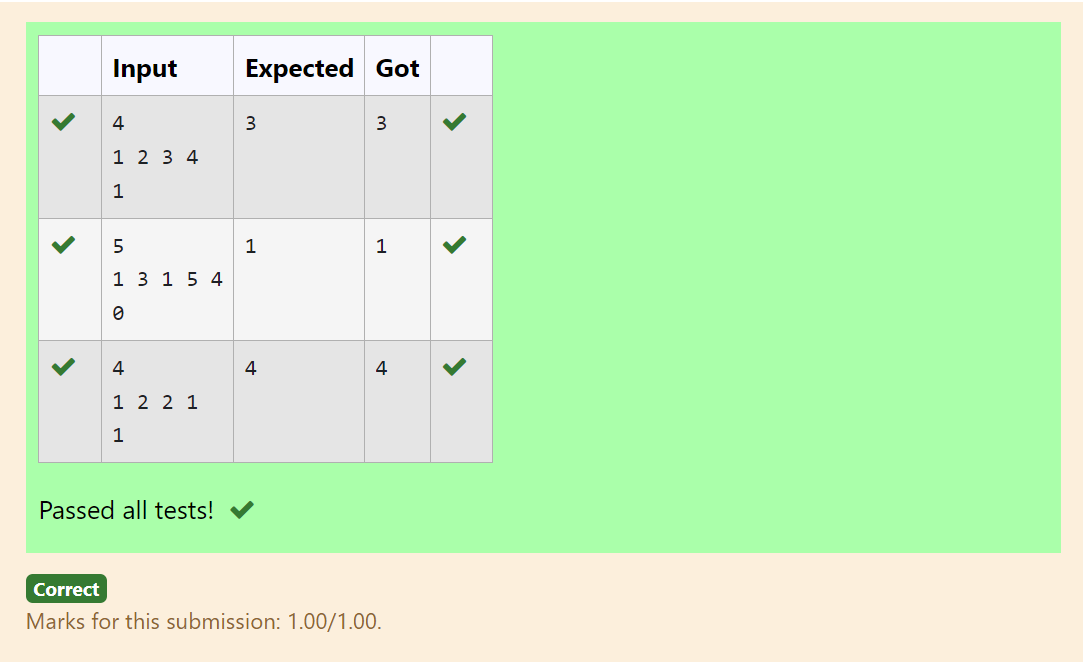 Input Expected Got
4 3 3
1 2 3 4
1
5 1 1
1 3 1 5 4
0
4 4 4
1 2 2 1
1
Passed all tests!
Correct
Marks for this submission: 1.00/1.00.